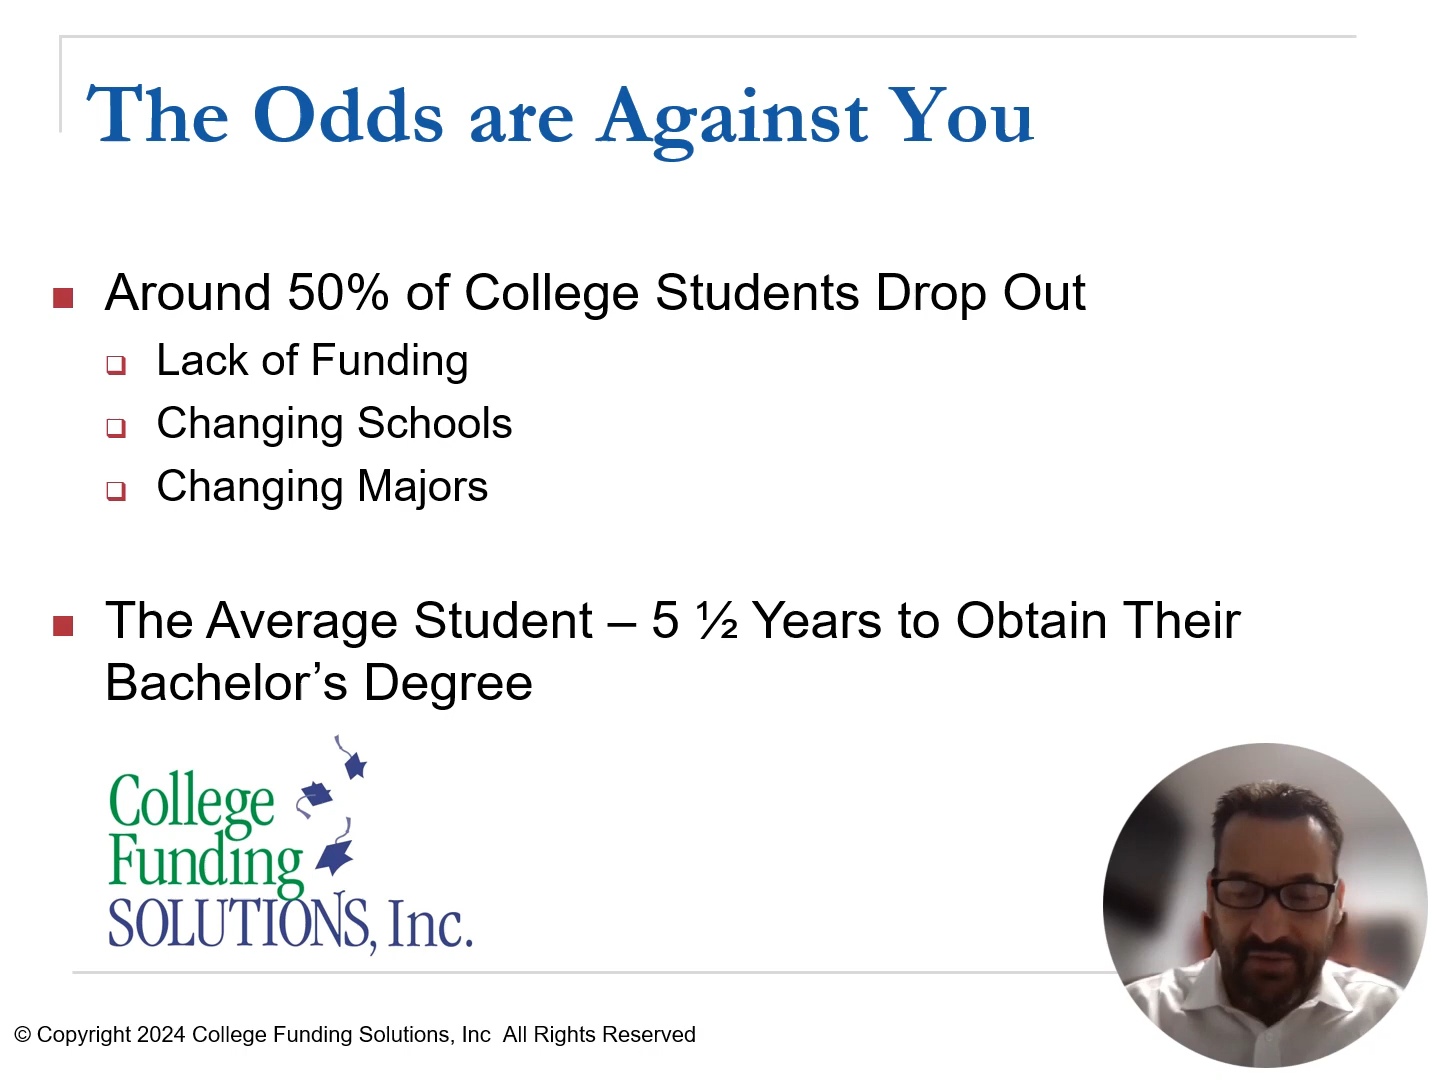 The Odds are Against You
Around 50% of College Students Drop Out
Lack of Funding
Changing Schools
Changing Majors
The Average Student – 5 ½ Years to Obtain Their
Bachelor’s Degree
College
Funding
SOLUTIONS, Inc.
© Copyright 2024 College Funding Solutions, Inc  All Rights Reserved